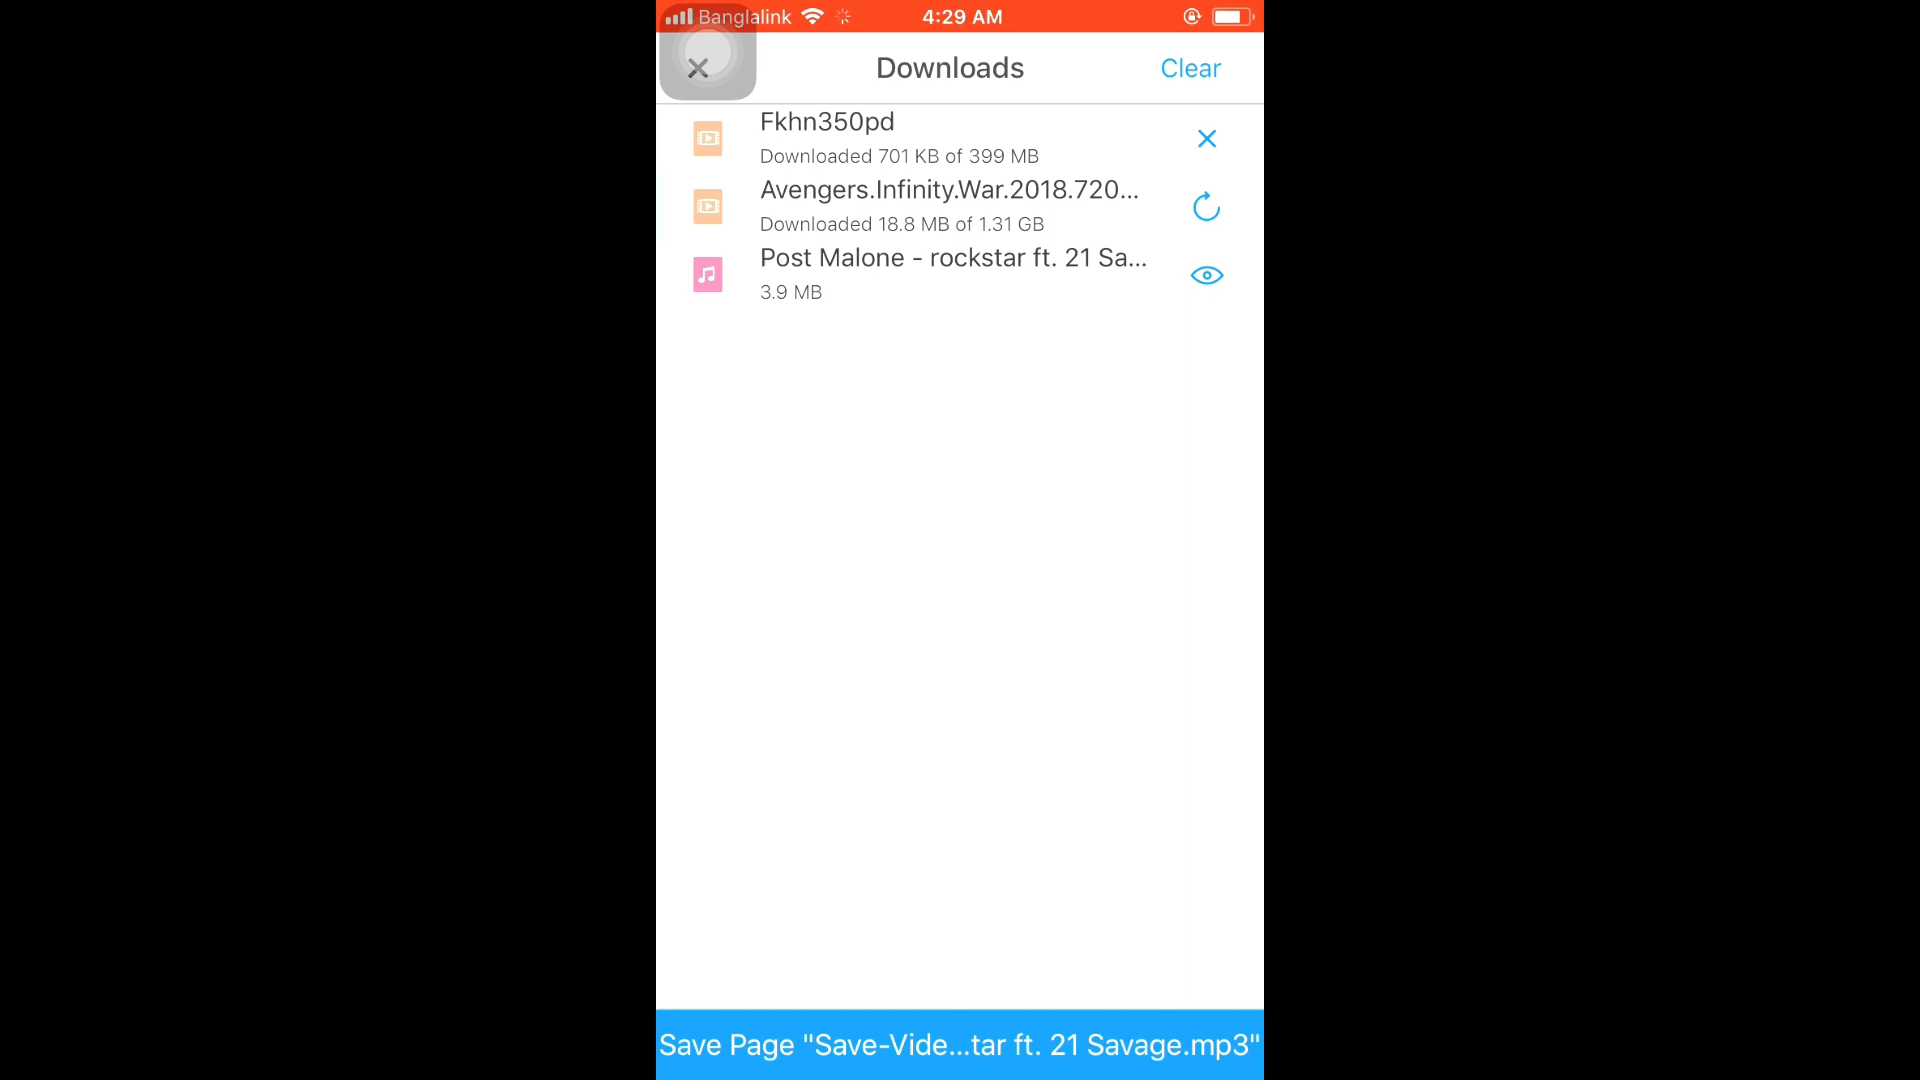 Banglalink 4:29 AM
Downloads Clear
Fkhn350pd
Downloaded 701 KB of 399 MB
Avengers.Infinity.War.2018.720...
Downloaded 18.8 MB of 1.31 GB
Post Malone - rockstar ft. 21 Sa...
3.9 MB
Save Page "Save-Vide...tar ft. 21 Savage.mp3"